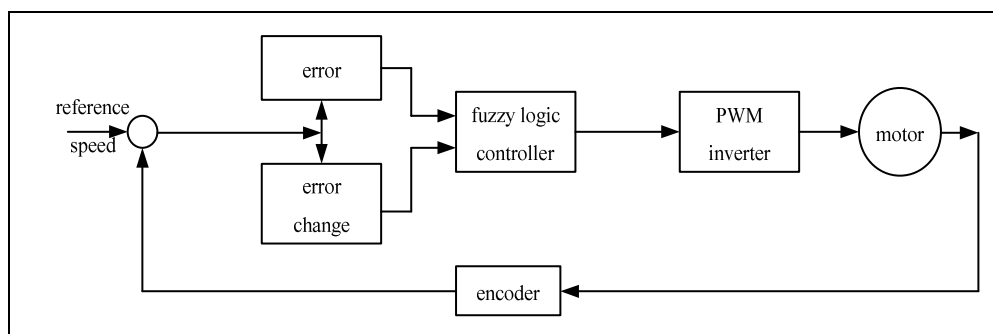 reference
speed
error
error
change
fuzzy logic
controller
PWM
inverter
motor
encoder